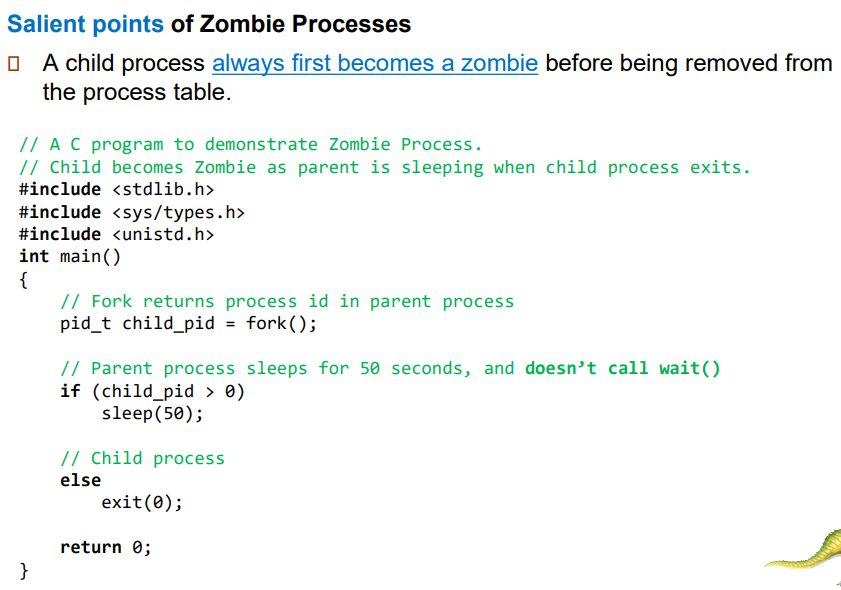 Salient points of Zombie Processes
A child process always first becomes a zombie before being removed from
the process table.
// A C program to demonstrate Zombie Process.
// Child becomes Zombie as parent is sleeping when child process exits.
#include <stdlib.h>
#include <sys/types.h>
#include <unistd.h>
int main()
{
    // Fork returns process id in parent process
    pid_t child_pid = fork();
    // Parent process sleeps for 50 seconds, and doesn’t call wait()
    if (child_pid > 0)
        sleep(50);
    // Child process
    else
        exit(0);
    return 0;
}